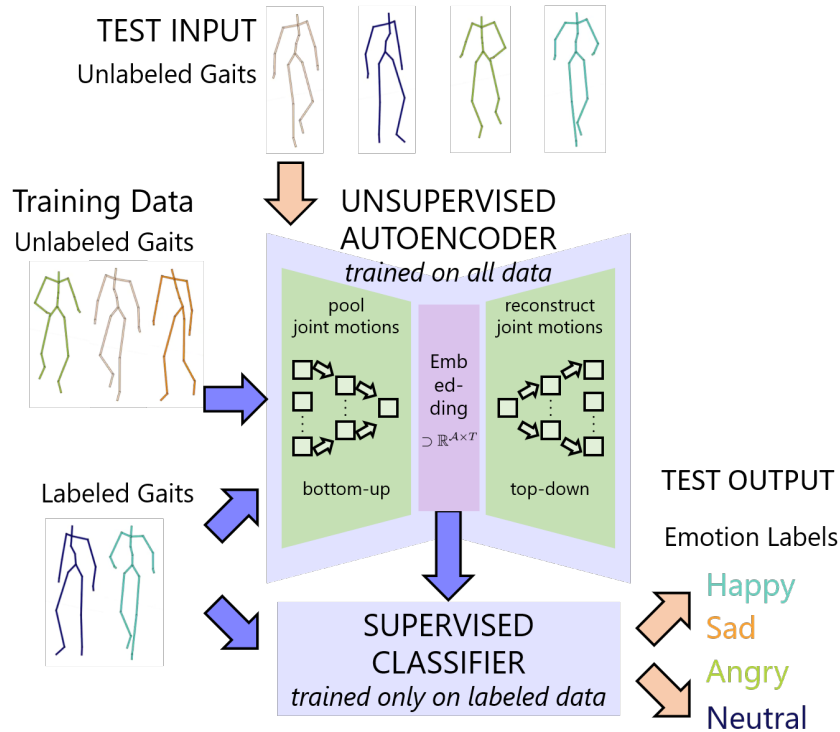 TEST INPUT
Unlabeled Gaits
Training Data
Unlabeled Gaits
UNSUPERVISED
AUTOENCODER
trained on all data
pool
joint motions
bottom-up
Emb
ed-
ding
⊃ ℝ^{𝒜×T}
reconstruct
joint motions
top-down
Labeled Gaits
SUPERVISED
CLASSIFIER
trained only on labeled data
TEST OUTPUT
Emotion Labels
Happy
Sad
Angry
Neutral